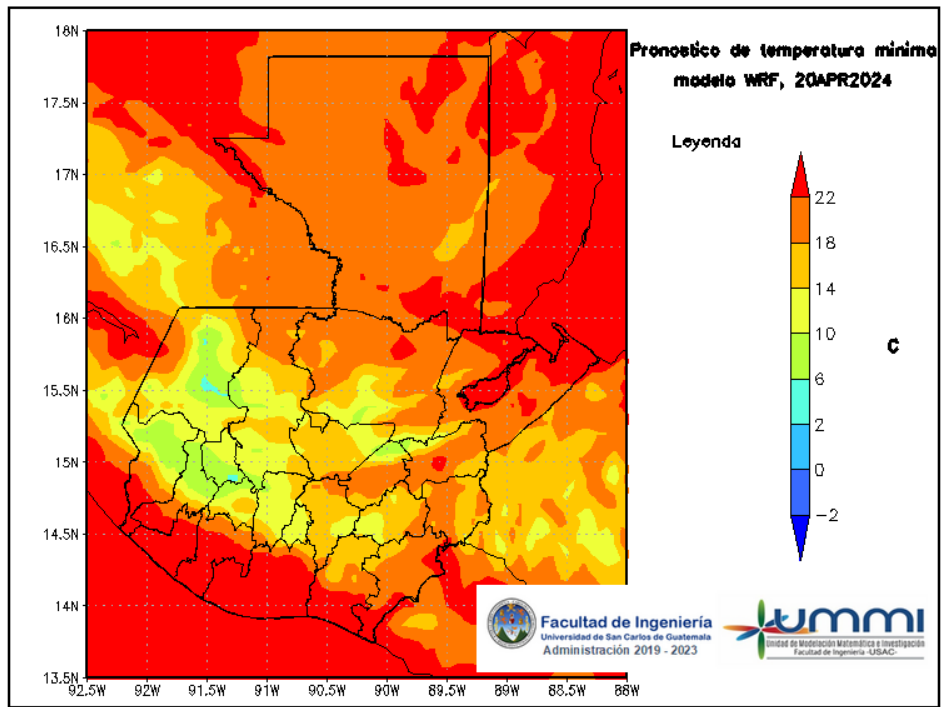 Pronostico de temperatura minima
modelo WRF, 20APR2024
Leyenda
22
18
14
10
6
2
0
−2
C
18N
17.5N
17N
16.5N
16N
15.5N
15N
14.5N
14N
13.5N
92.5W
92W
91.5W
91W
90.5W
90W
89.5W
89W
88.5W
88W
Facultad de Ingeniería
Universidad de San Carlos de Guatemala
Administración 2019 - 2023
UMMI
Unidad de Modelación Matemática e Investigación
Facultad de Ingeniería -USAC-